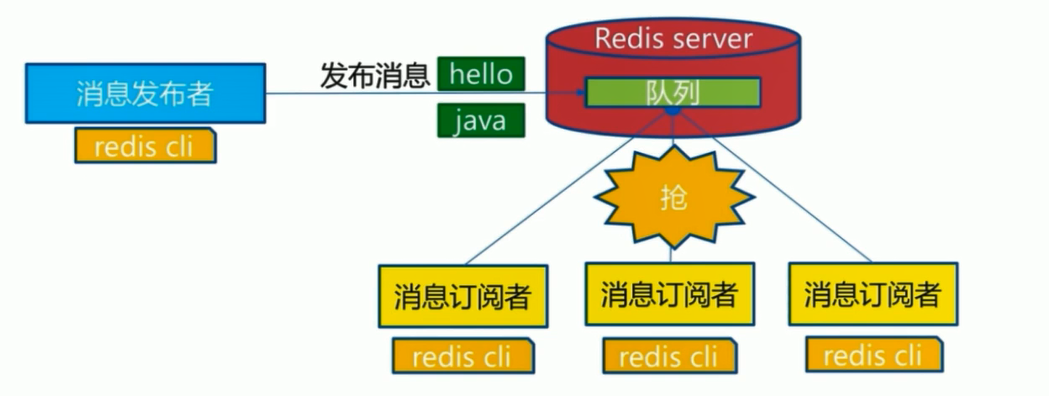 Redis server
发布消息
hello
消息发布者
队列
java
redis cli
抢
消息订阅者
消息订阅者
消息订阅者
redis cli
redis cli
redis cli